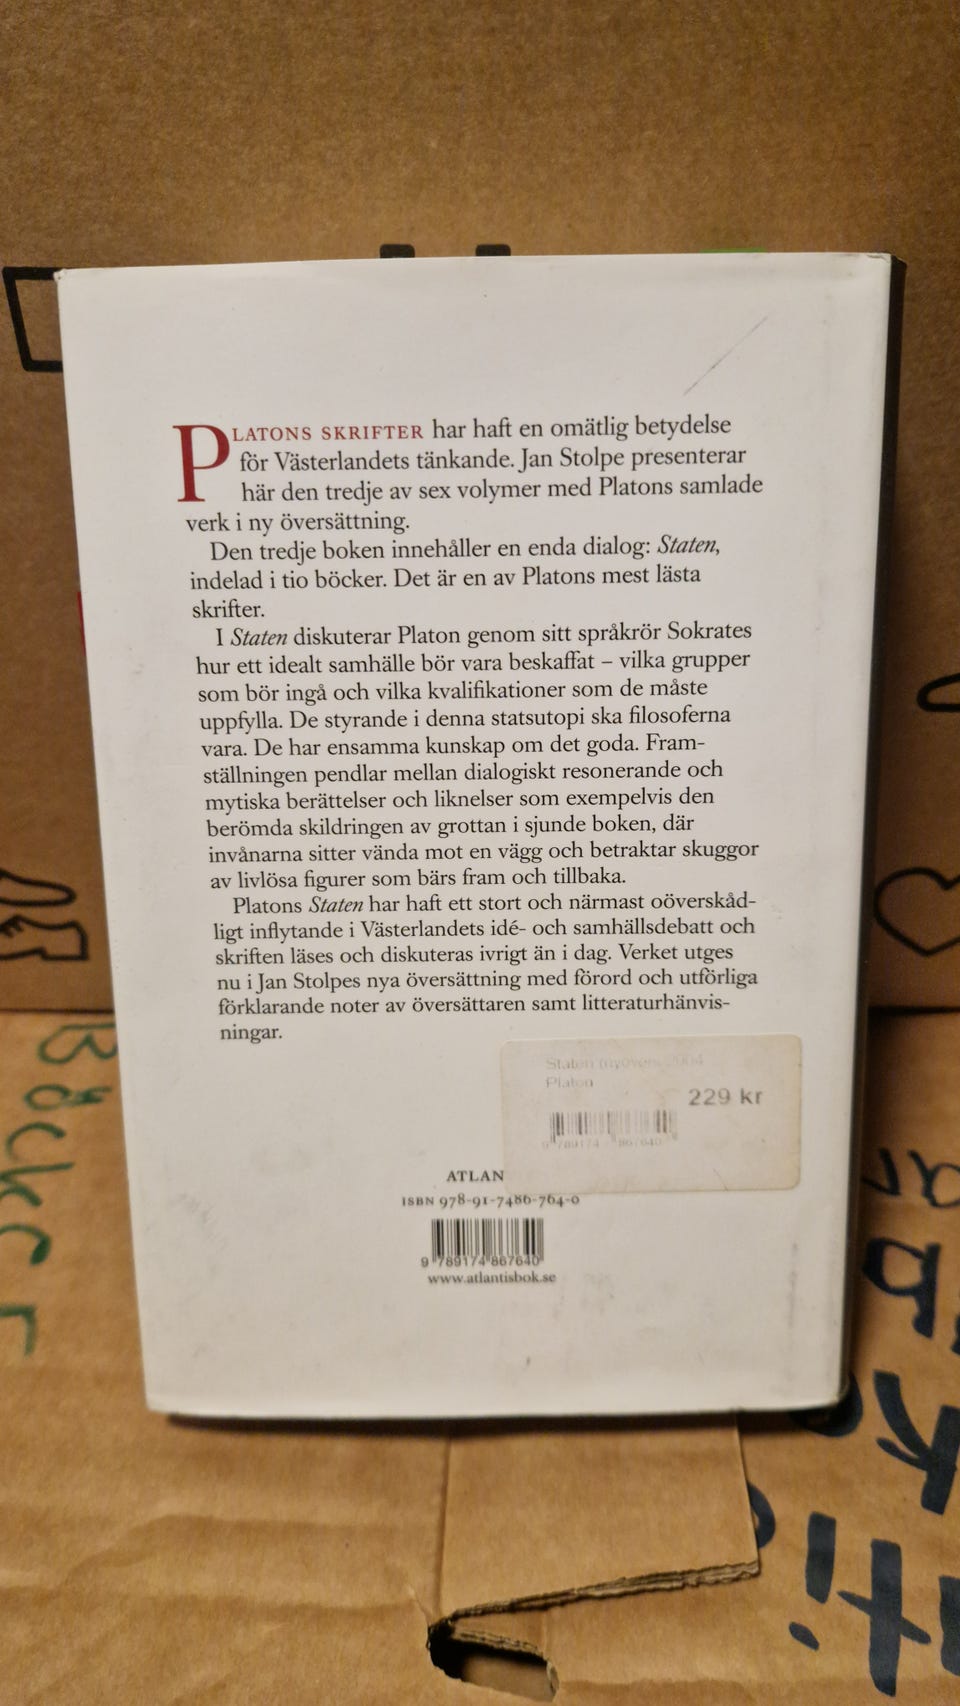 PLATONS SKRIFTER har haft en omätlig betydelse
för Västerlandets tänkande. Jan Stolpe presenterar
här den tredje av sex volymer med Platons samlade
verk i ny översättning.
Den tredje boken innehåller en enda dialog: Staten,
indelad i tio böcker. Det är en av Platons mest lästa
skrifter.
I Staten diskuterar Platon genom sitt språkrör Sokrates
hur ett idealt samhälle bör vara beskaffat – vilka grupper
som bör ingå och vilka kvalifikationer som de måste
uppfylla. De styrande i denna statsutopi ska filosoferna
vara. De har ensamma kunskap om det goda. Fram-
ställningen pendlar mellan dialogiskt resonerande och
mytiska berättelser och liknelser som exempelvis den
berömda skildringen av grottan i sjunde boken, där
invånarna sitter vända mot en vägg och betraktar skuggor
av livlösa figurer som bärs fram och tillbaka.
Platons Staten har haft ett stort och närmast oöverskåd-
ligt inflytande i Västerlandets idé- och samhällsdebatt och
skriften läses och diskuteras ivrigt än i dag. Verket utges
nu i Jan Stolpes nya översättning med förord och utförliga
förklarande noter av översättaren samt litteraturhänvis-
ningar.
Staten 2004
Platon
229 kr
9 789174 867640
ATLAN
ISBN 978-91-7486-764-0
9 789174 867640
www.atlantisbok.se
Böcker